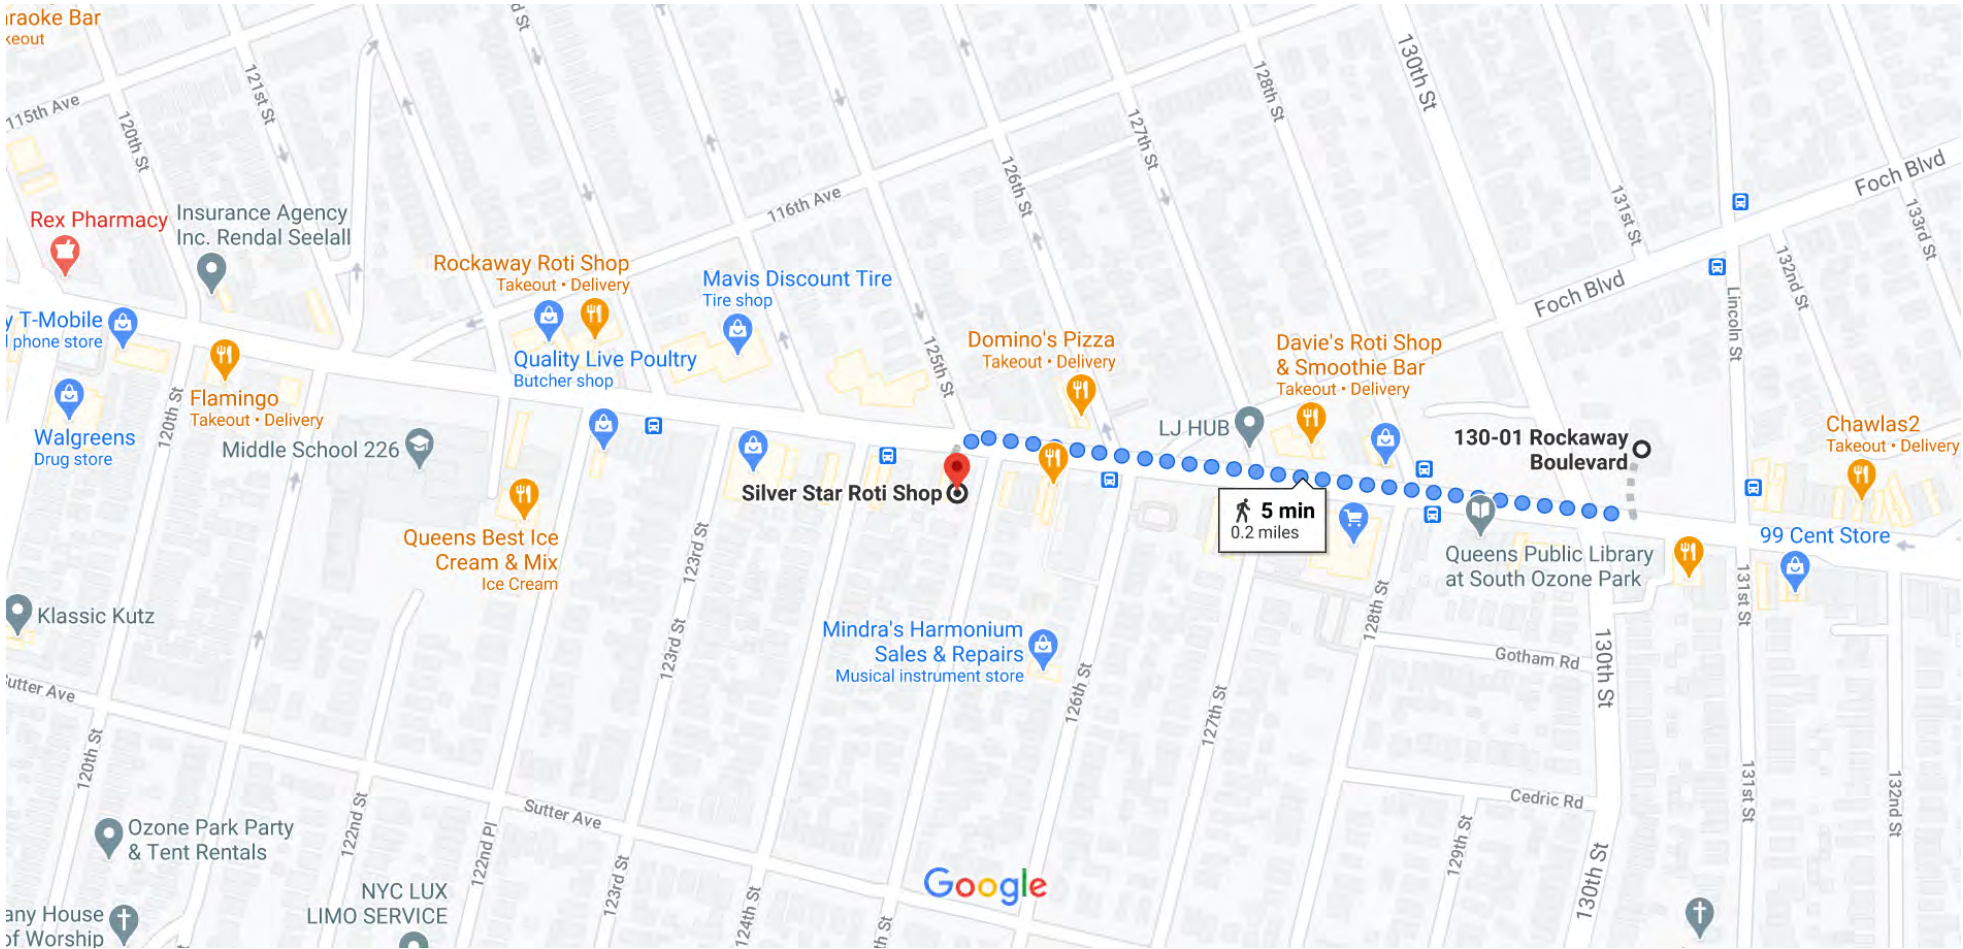 araoke Bar
keout
115th Ave
120th St
121st St
d St
116th Ave
126th St
127th St
128th St
130th St
131st St
Foch Blvd
Foch Blvd
133rd St
132nd St
Lincoln St
Rex Pharmacy
Insurance Agency
Inc. Rendal Seelall
Rockaway Roti Shop
Takeout • Delivery
Mavis Discount Tire
Tire shop
y T-Mobile
l phone store
Quality Live Poultry
Butcher shop
125th St
Domino's Pizza
Takeout • Delivery
Davie's Roti Shop
& Smoothie Bar
Takeout • Delivery
Flamingo
Takeout • Delivery
Walgreens
Drug store
120th St
Middle School 226
LJ HUB
130-01 Rockaway
Boulevard
Chawlas2
Takeout • Delivery
Silver Star Roti Shop
5 min
0.2 miles
Queens Best Ice
Cream & Mix
Ice Cream
123rd St
99 Cent Store
Queens Public Library
at South Ozone Park
Klassic Kutz
123rd St
Mindra's Harmonium
Sales & Repairs
Musical instrument store
126th St
127th St
128th St
Gotham Rd
130th St
131st St
Sutter Ave
120th St
Sutter Ave
Cedric Rd
131st St
132nd St
Ozone Park Party
& Tent Rentals
122nd St
122nd Pl
123rd St
129th St
130th St
Google
NYC LUX
LIMO SERVICE
124th St
th St
any House
of Worship
t